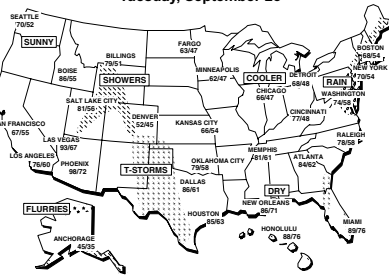 SEATTLE
70/52
SUNNY
BILLINGS
79/51
FARGO
63/47
BOSTON
68/54
BOISE
86/55
SHOWERS
MINNEAPOLIS
62/47
COOLER
DETROIT
68/48
RAIN
NEW YORK
70/54
CHICAGO
66/47
WASHINGTON
74/58
SALT LAKE CITY
81/56
DENVER
52/45
KANSAS CITY
66/54
CINCINNATI
77/48
AN FRANCISCO
67/55
LAS VEGAS
93/67
RALEIGH
78/58
LOS ANGELES
76/60
PHOENIX
98/72
T-STORMS
OKLAHOMA CITY
79/58
MEMPHIS
81/61
ATLANTA
84/62
DALLAS
86/61
DRY
FLURRIES
HOUSTON
85/63
NEW ORLEANS
86/71
MIAMI
89/76
ANCHORAGE
45/35
HONOLULU
88/76